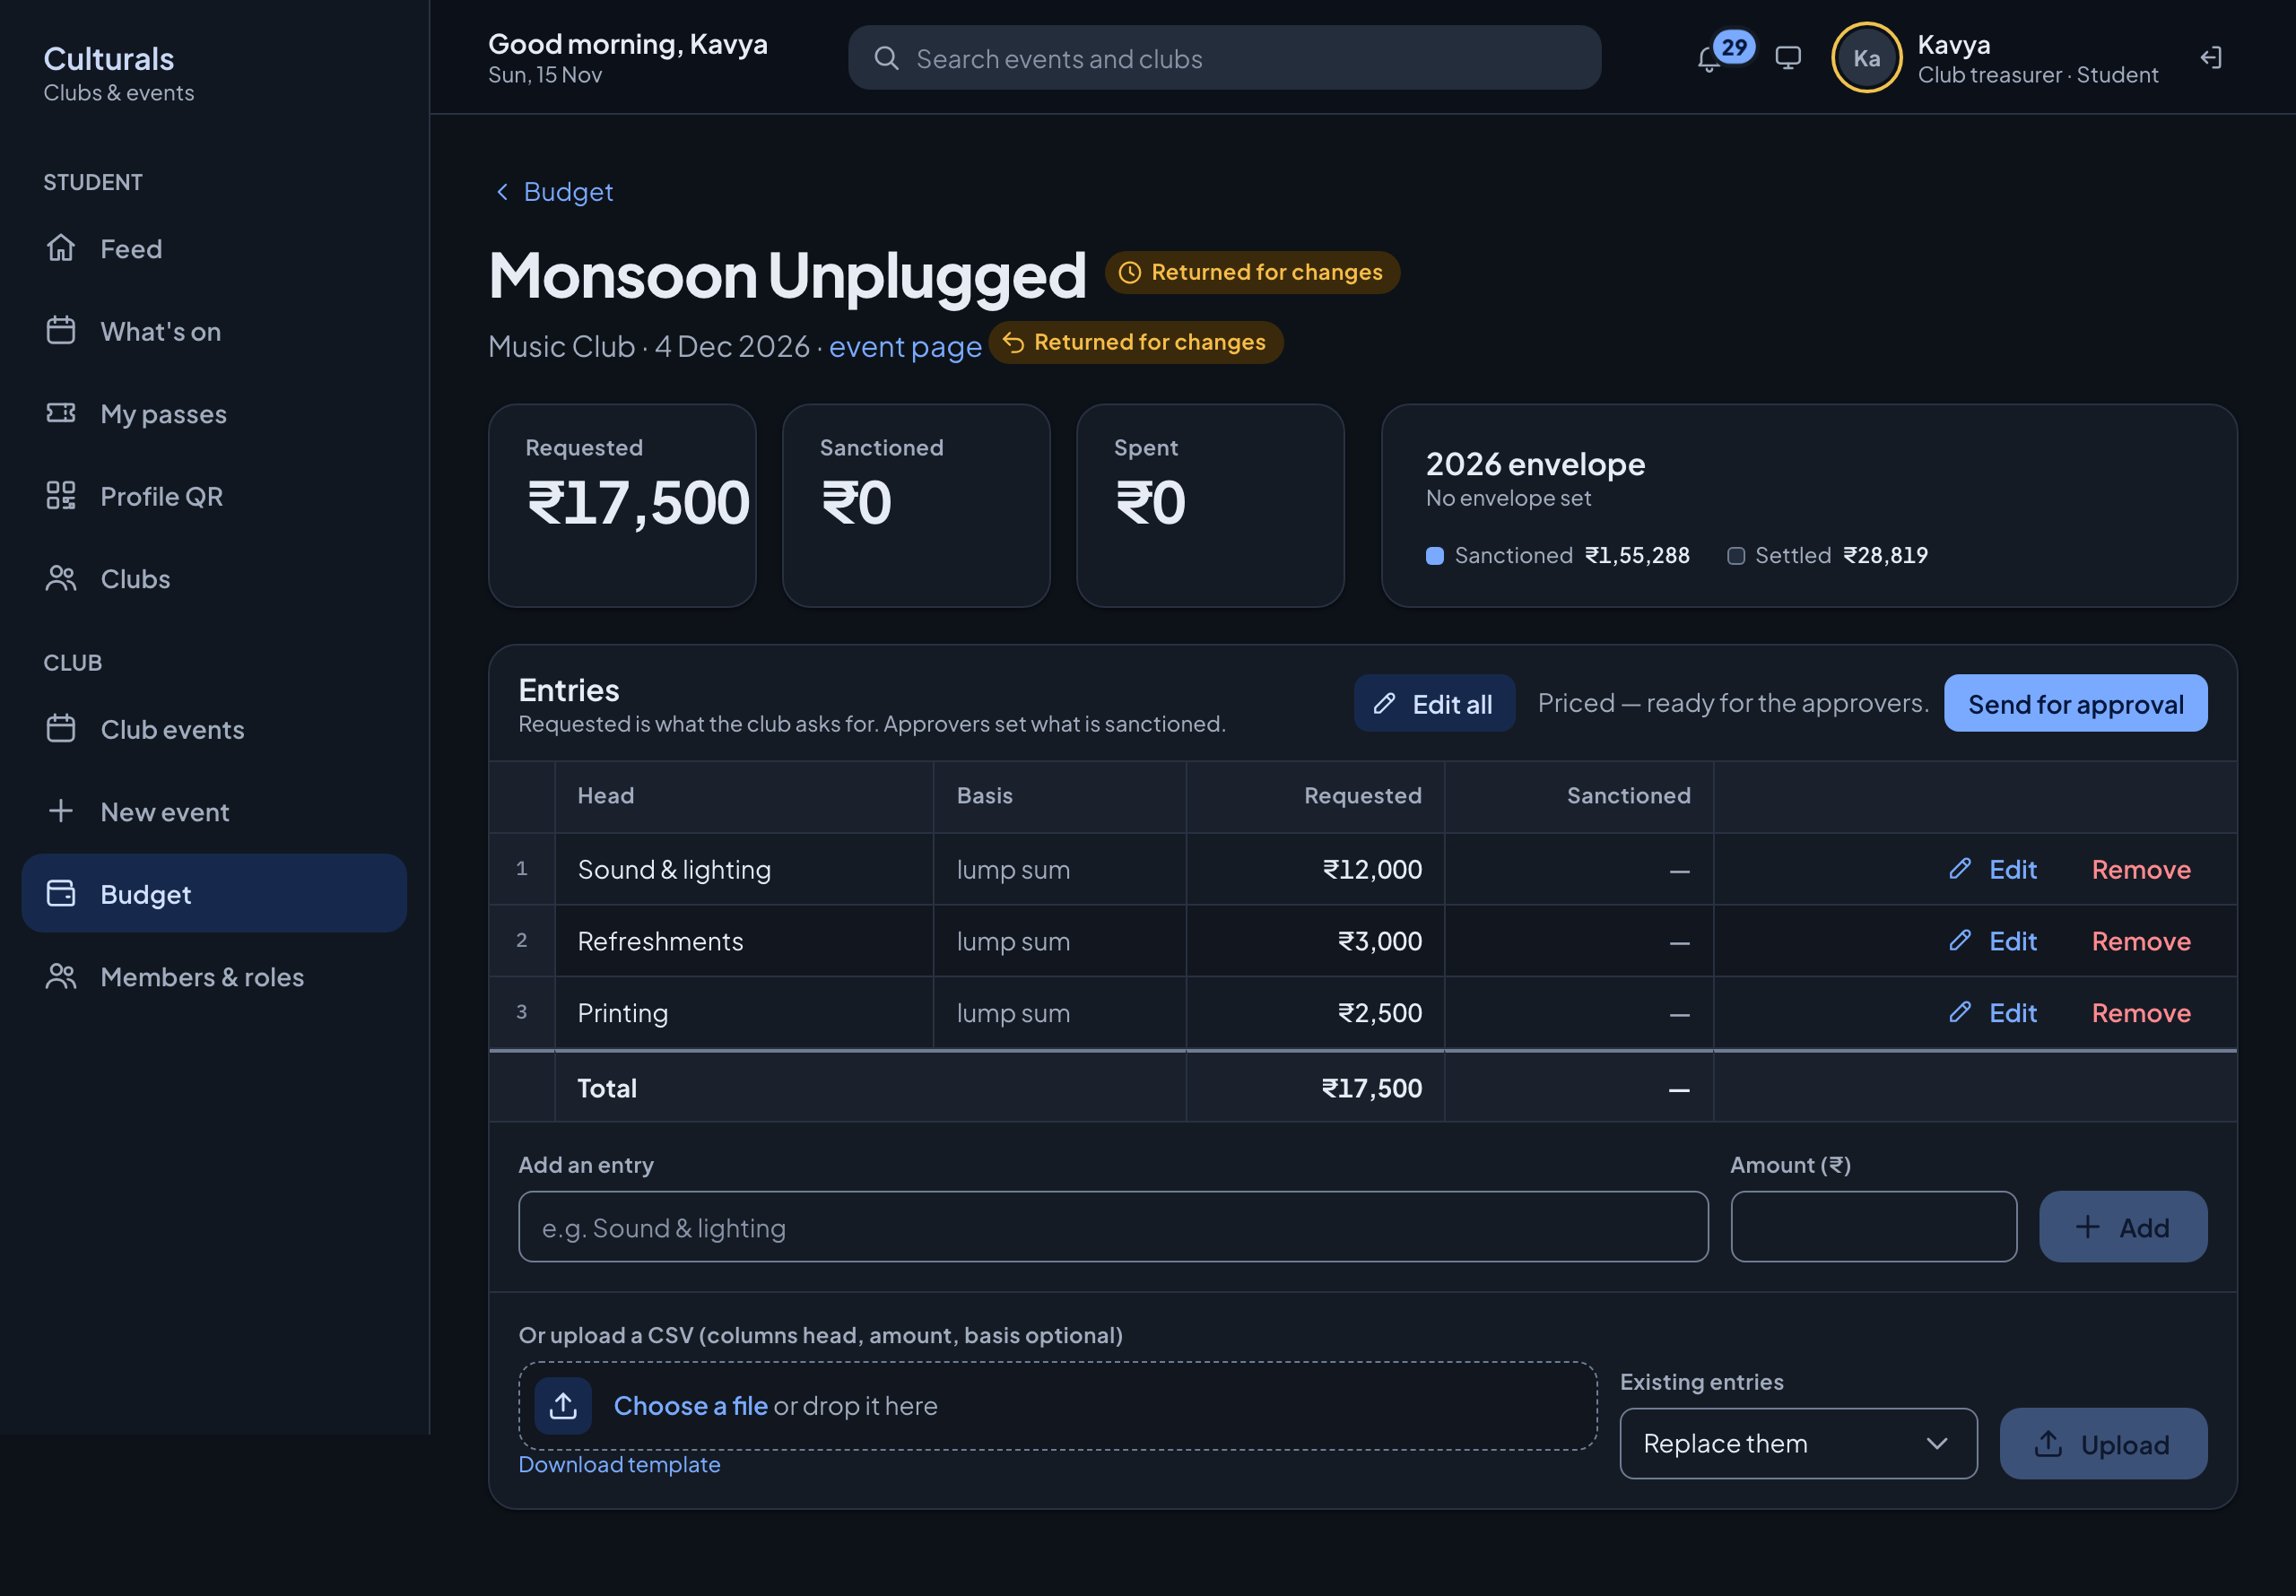 Culturals
Clubs & events
STUDENT
Feed
What's on
My passes
Profile QR
Clubs
CLUB
Club events
New event
Budget
Members & roles
Good morning, Kavya
Sun, 15 Nov
Search events and clubs
29
Ka
Kavya
Club treasurer · Student
Budget
Monsoon Unplugged Returned for changes
Music Club · 4 Dec 2026 · event page Returned for changes
Requested
₹17,500
Sanctioned
₹0
Spent
₹0
2026 envelope
No envelope set
Sanctioned ₹1,55,288 Settled ₹28,819
Entries
Requested is what the club asks for. Approvers set what is sanctioned.
Edit all Priced — ready for the approvers. Send for approval
Head Basis Requested Sanctioned
1 Sound & lighting lump sum ₹12,000 — Edit Remove
2 Refreshments lump sum ₹3,000 — Edit Remove
3 Printing lump sum ₹2,500 — Edit Remove
Total ₹17,500 —
Add an entry Amount (₹)
e.g. Sound & lighting Add
Or upload a CSV (columns head, amount, basis optional)
Choose a file or drop it here
Download template
Existing entries
Replace them Upload